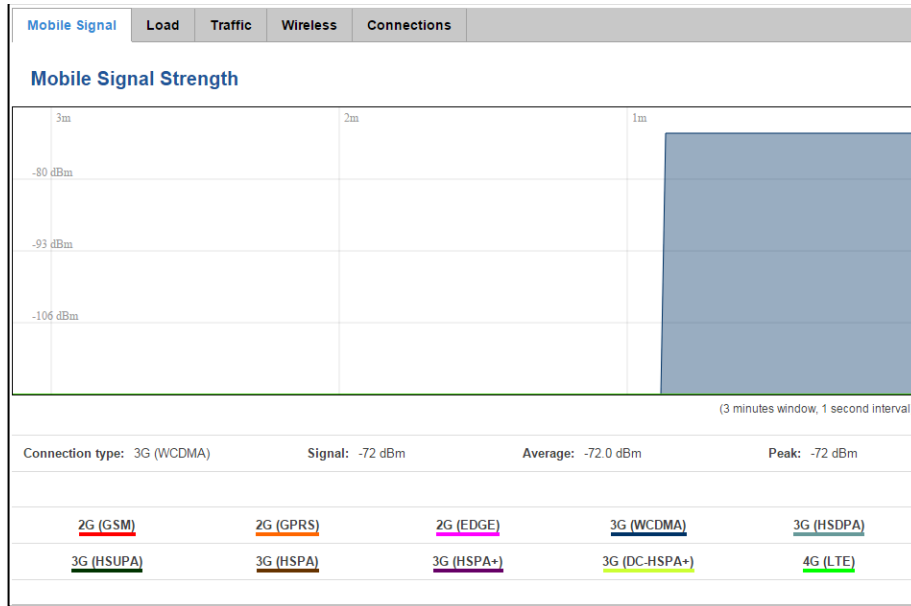 Mobile Signal Load Traffic Wireless Connections
Mobile Signal Strength
3m 2m 1m
-80 dBm
-93 dBm
-106 dBm
(3 minutes window, 1 second interval
Connection type: 3G (WCDMA) Signal: -72 dBm Average: -72.0 dBm Peak: -72 dBm
2G (GSM) 2G (GPRS) 2G (EDGE) 3G (WCDMA) 3G (HSDPA)
3G (HSUPA) 3G (HSPA) 3G (HSPA+) 3G (DC-HSPA+) 4G (LTE)